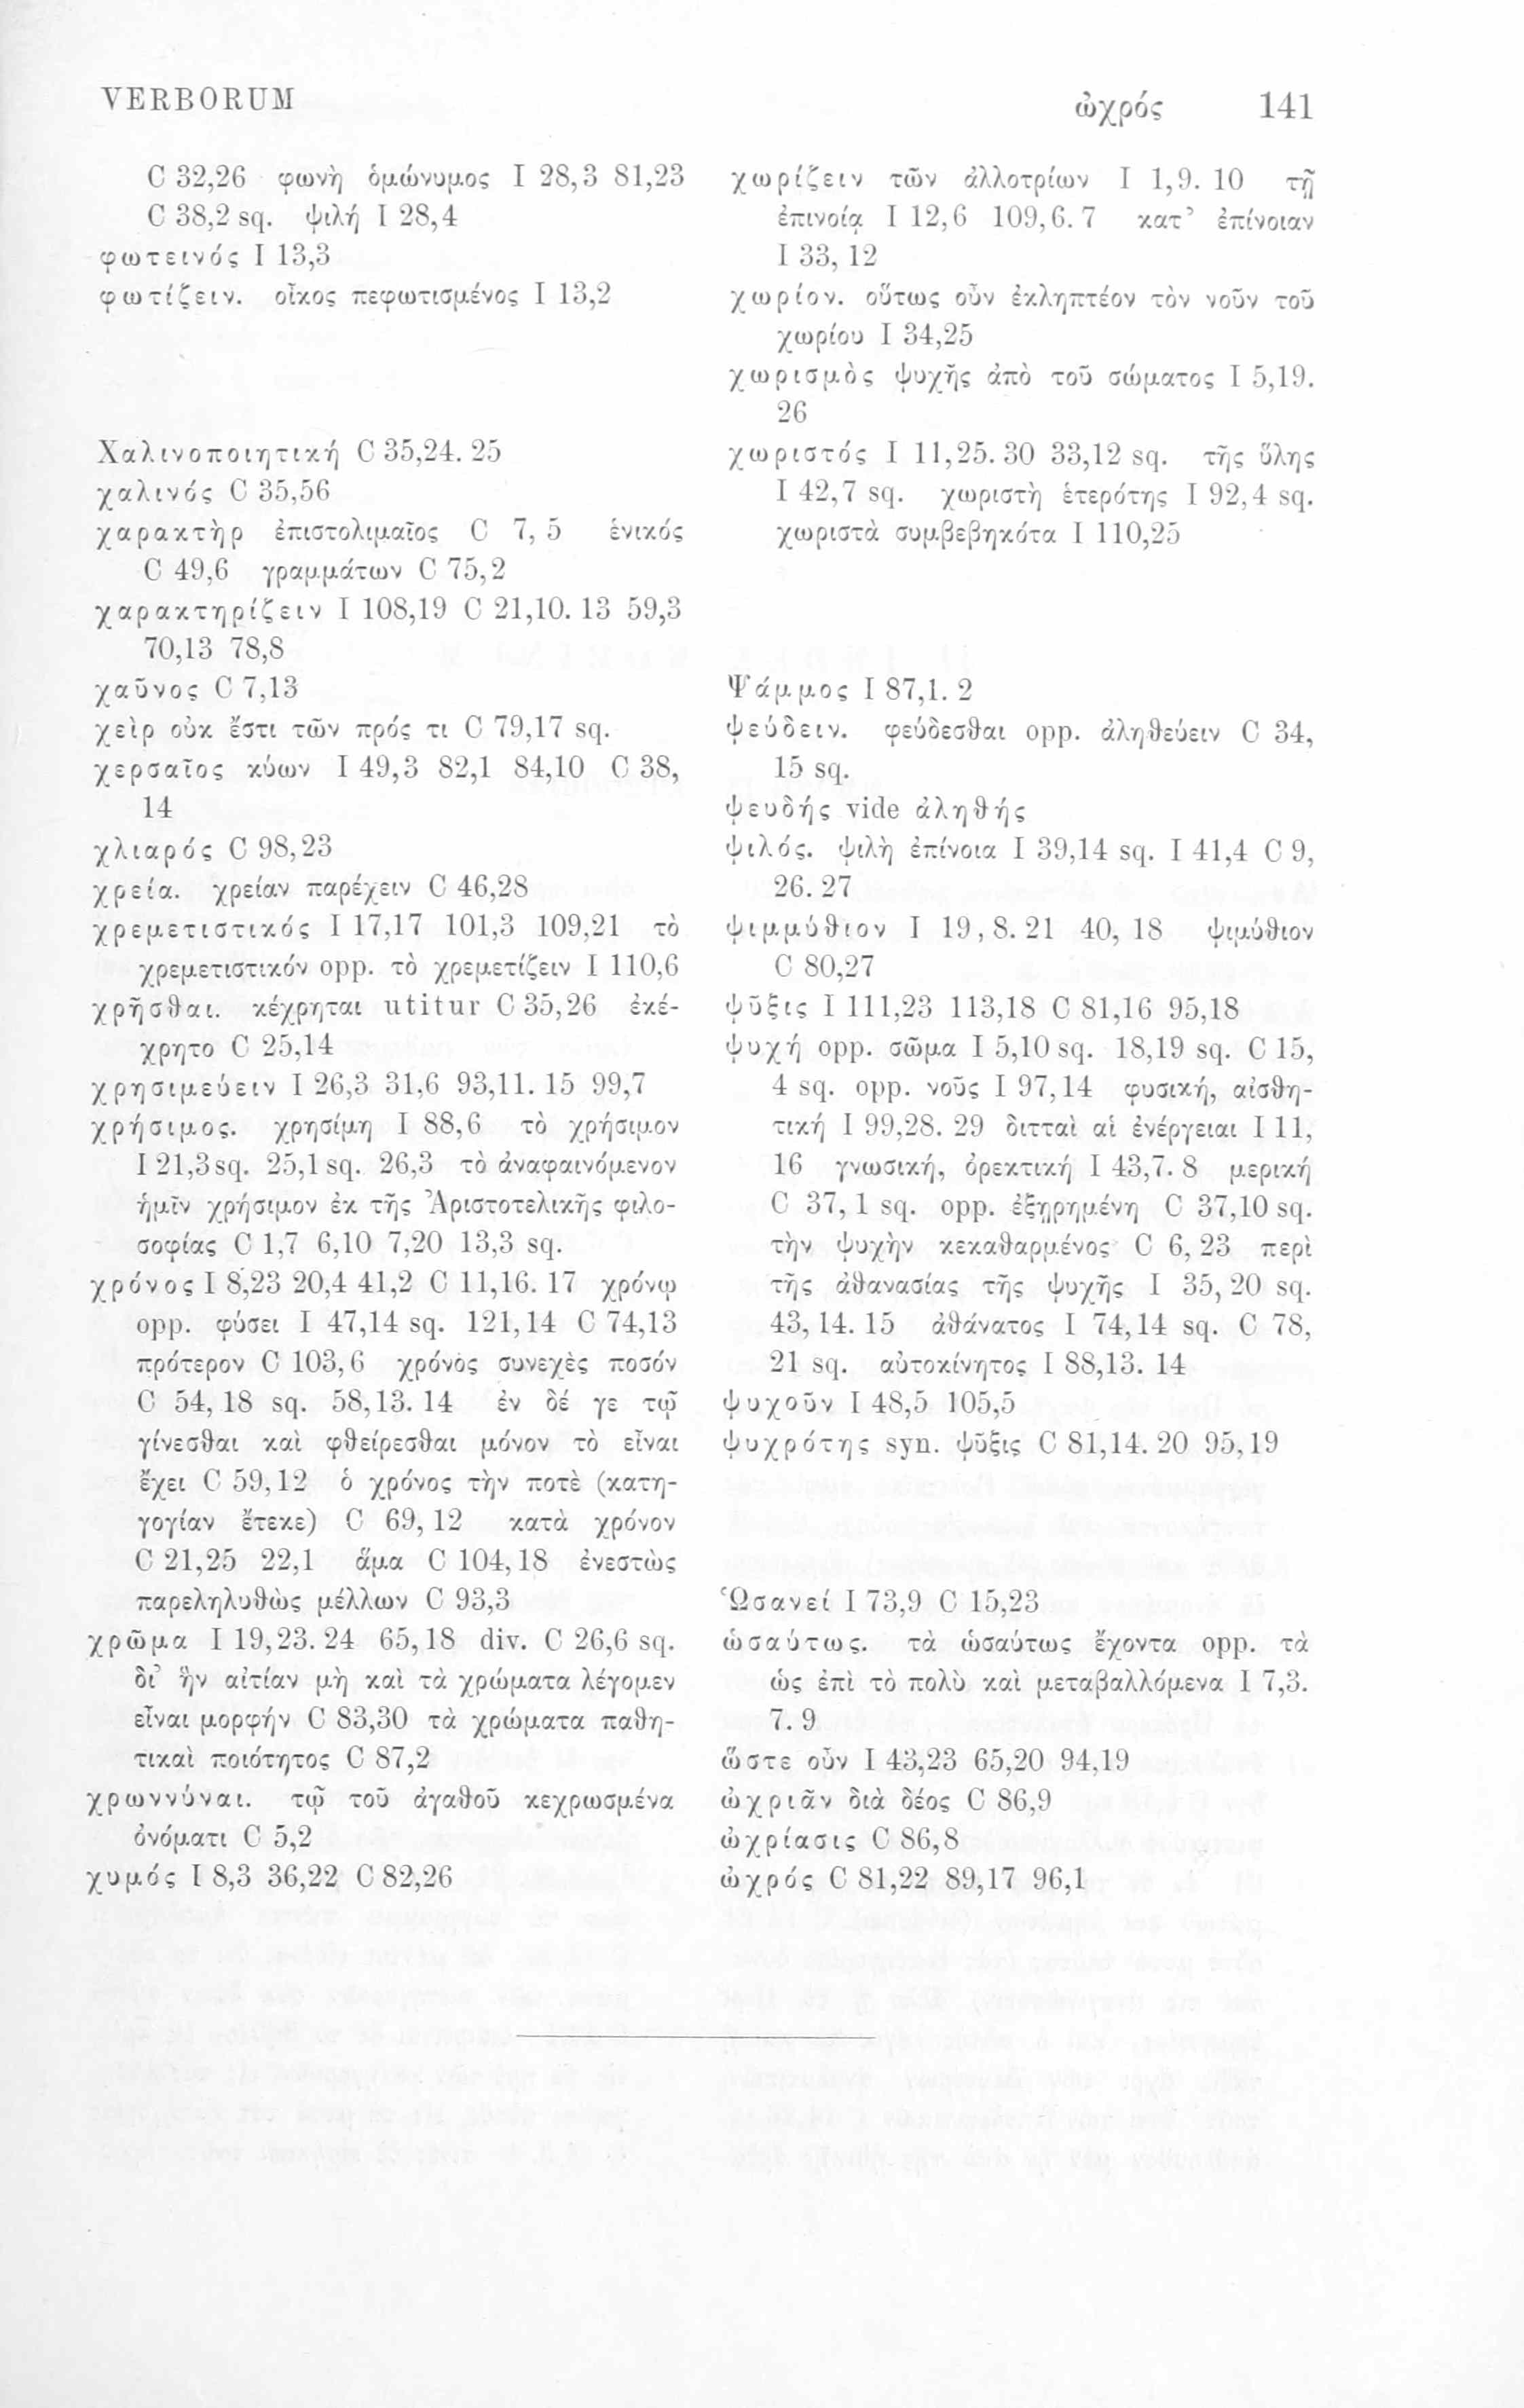 VERBORUM
ὠχρός 141
C 32,26 φωνὴ ὁμώνυμος I 28,3 81,23
C 38,2 sq. ψιλή I 28,4
φωτεινός I 13,3
φωτίζειν. οἶκος πεφωτισμένος I 13,2
Χαλινοποιητική C 35,24. 25
χαλινός C 35,56
χαρακτὴρ ἐπιστολιμαῖος C 7, 5 ἑνικός
C 49,6 γραμμάτων C 75,2
χαρακτηρίζειν I 108,19 C 21,10. 13 59,3
70,13 78,8
χαῦνος C 7,13
χεὶρ οὐκ ἔστι τῶν πρός τι C 79,17 sq.
χερσαῖος κύων I 49,3 82,1 84,10 C 38,
14
χλιαρός C 98,23
χρεία. χρείαν παρέχειν C 46,28
χρεμετιστικός I 17,17 101,3 109,21 τὸ
χρεμετιστικόν opp. τὸ χρεμετίζειν I 110,6
χρῆσθαι. κέχρηται utitur C 35,26 ἐκέ-
χρητο C 25,14
χρησιμεύειν I 26,3 31,6 93,11. 15 99,7
χρήσιμος. χρησίμη I 88,6 τὸ χρήσιμον
I 21,3 sq. 25,1 sq. 26,3 τὸ ἀναφαινόμενον
ἡμῖν χρήσιμον ἐκ τῆς Ἀριστοτελικῆς φιλο-
σοφίας C 1,7 6,10 7,20 13,3 sq.
χρόνος I 8,23 20,4 41,2 C 11,16. 17 χρόνῳ
opp. φύσει I 47,14 sq. 121,14 C 74,13
πρότερον C 103,6 χρόνος συνεχὲς ποσόν
C 54, 18 sq. 58,13. 14 ἐν δέ γε τῷ
γίνεσθαι καὶ φθείρεσθαι μόνον τὸ εἶναι
ἔχει C 59,12 ὁ χρόνος τὴν ποτὲ (κατη-
γογίαν ἔτεκε) C 69, 12 κατὰ χρόνον
C 21,25 22,1 ἅμα C 104,18 ἐνεστὼς
παρεληλυθὼς μέλλων C 93,3
χρῶμα I 19,23. 24 65,18 div. C 26,6 sq.
δι’ ἣν αἰτίαν μὴ καὶ τὰ χρώματα λέγομεν
εἶναι μορφήν C 83,30 τὰ χρώματα παθη-
τικαὶ ποιότητος C 87,2
χρωννύναι. τῷ τοῦ ἀγαθοῦ κεχρωσμένα
ὀνόματι C 5,2
χυμός I 8,3 36,22 C 82,26
χωρίζειν τῶν ἀλλοτρίων I 1,9. 10 τῇ
ἐπινοίᾳ I 12,6 109,6. 7 κατ’ ἐπίνοιαν
I 33, 12
χωρίον. οὕτως οὖν ἐκληπτέον τὸν νοῦν τοῦ
χωρίου I 34,25
χωρισμὸς ψυχῆς ἀπὸ τοῦ σώματος I 5,19.
26
χωριστός I 11,25. 30 33,12 sq. τῆς ὕλης
I 42,7 sq. χωριστὴ ἑτερότης I 92,4 sq.
χωριστὰ συμβεβηκότα I 110,25
Ψάμμος I 87,1. 2
ψεύδειν. φεύδεσθαι opp. ἀληθεύειν C 34,
15 sq.
ψευδής vide ἀληθής
ψιλός. ψιλὴ ἐπίνοια I 39,14 sq. I 41,4 C 9,
26. 27
ψιμμύθιον I 19, 8. 21 40, 18 ψιμύθιον
C 80,27
ψῦξις I 111,23 113,18 C 81,16 95,18
ψυχή opp. σῶμα I 5,10 sq. 18,19 sq. C 15,
4 sq. opp. νοῦς I 97,14 φυσική, αἰσθη-
τική I 99,28. 29 διτταὶ αἱ ἐνέργειαι I 11,
16 γνωσική, ὀρεκτική I 43,7. 8 μερική
C 37, 1 sq. opp. ἐξῃρημένη C 37,10 sq.
τὴν ψυχὴν κεκαθαρμένος C 6, 23 περὶ
τῆς ἀθανασίας τῆς ψυχῆς I 35, 20 sq.
43, 14. 15 ἀθάνατος I 74,14 sq. C 78,
21 sq. αὐτοκίνητος I 88,13. 14
ψυχοῦν I 48,5 105,5
ψυχρότης syn. ψῦξις C 81,14. 20 95,19
Ὡσανεί I 73,9 C 15,23
ὡσαύτως. τὰ ὡσαύτως ἔχοντα opp. τὰ
ὡς ἐπὶ τὸ πολὺ καὶ μεταβαλλόμενα I 7,3.
7. 9
ὥστε οὖν I 43,23 65,20 94,19
ὠχριᾶν διὰ δέος C 86,9
ὠχρίασις C 86,8
ὠχρός C 81,22 89,17 96,1